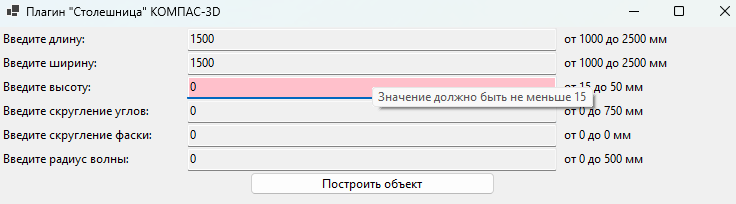 Плагин "Столешница" КОМПАС-3D
Введите длину: 1500 от 1000 до 2500 мм
Введите ширину: 1500 от 1000 до 2500 мм
Введите высоту: 0 от 15 до 50 мм
Значение должно быть не меньше 15
Введите скругление углов: 0 от 0 до 750 мм
Введите скругление фаски: 0 от 0 до 0 мм
Введите радиус волны: 0 от 0 до 500 мм
Построить объект